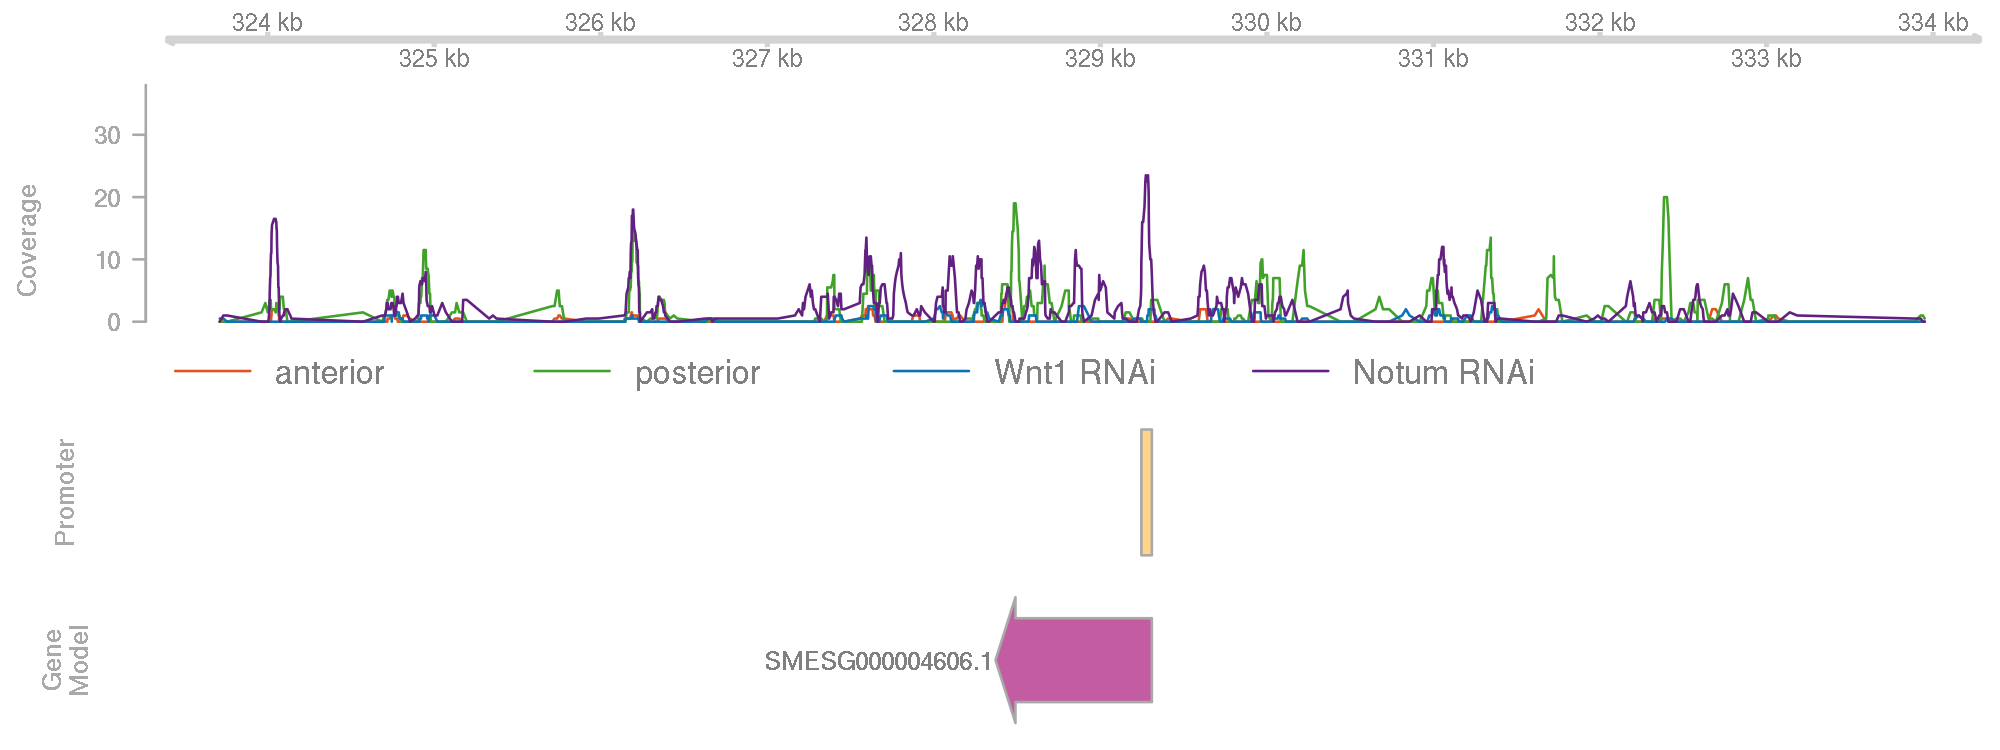 324 kb 326 kb 328 kb 330 kb 332 kb 334 kb
325 kb 327 kb 329 kb 331 kb 333 kb
Coverage
30
20
10
0
anterior posterior Wnt1 RNAi Notum RNAi
Promoter
Gene
Model
SMESG000004606.1